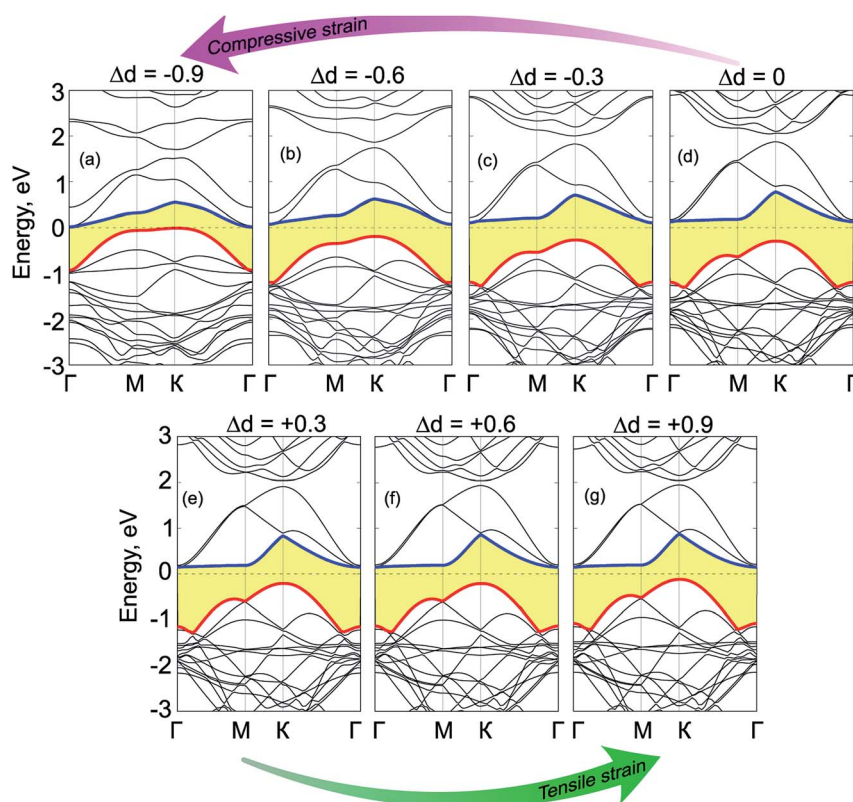 Compressive strain
Δd = -0.9 Δd = -0.6 Δd = -0.3 Δd = 0
3
2
1
0
-1
-2
-3
Energy, eV
(a) (b) (c) (d)
Γ M K Γ Γ M K Γ Γ M K Γ Γ M K Γ
Δd = +0.3 Δd = +0.6 Δd = +0.9
3
2
1
0
-1
-2
-3
Energy, eV
(e) (f) (g)
Γ M K Γ Γ M K Γ Γ M K Γ
Tensile strain